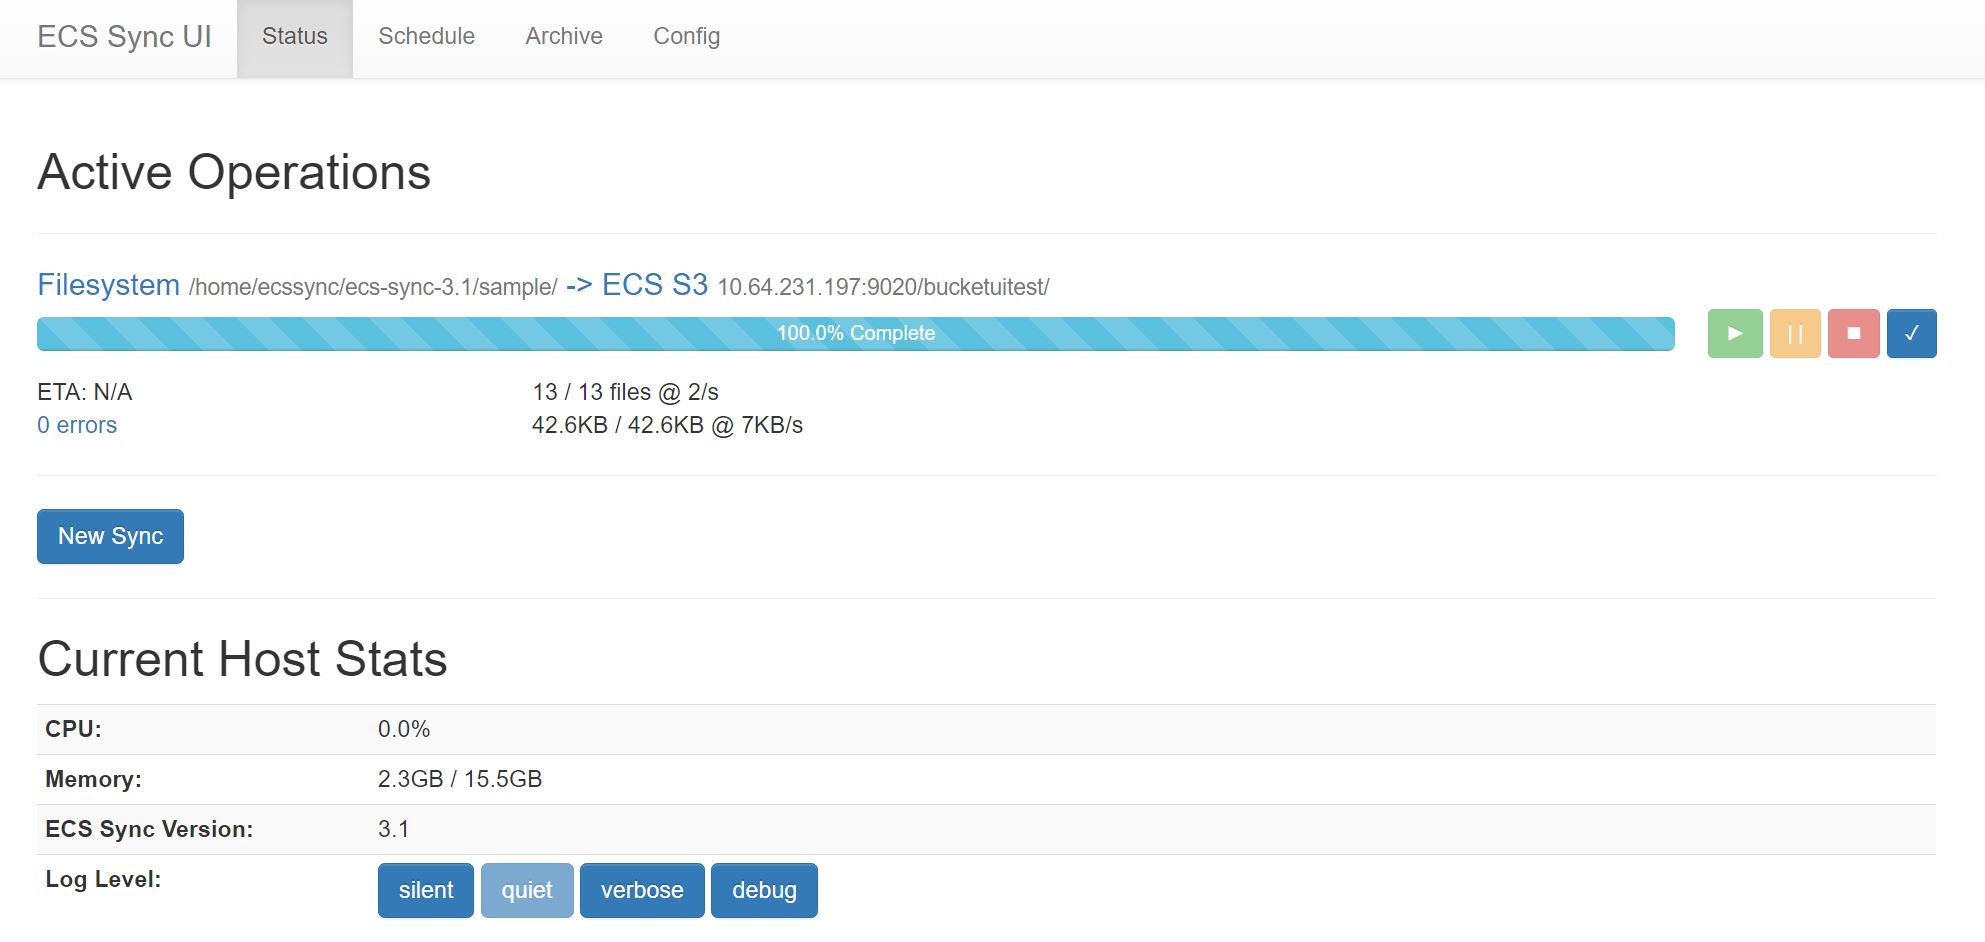 ECS Sync UI Status Schedule Archive Config
Active Operations
Filesystem /home/ecssync/ecs-sync-3.1/sample/ -> ECS S3 10.64.231.197:9020/bucketuitest/
100.0% Complete
ETA: N/A 13 / 13 files @ 2/s
0 errors 42.6KB / 42.6KB @ 7KB/s
New Sync
Current Host Stats
CPU: 0.0%
Memory: 2.3GB / 15.5GB
ECS Sync Version: 3.1
Log Level: silent quiet verbose debug